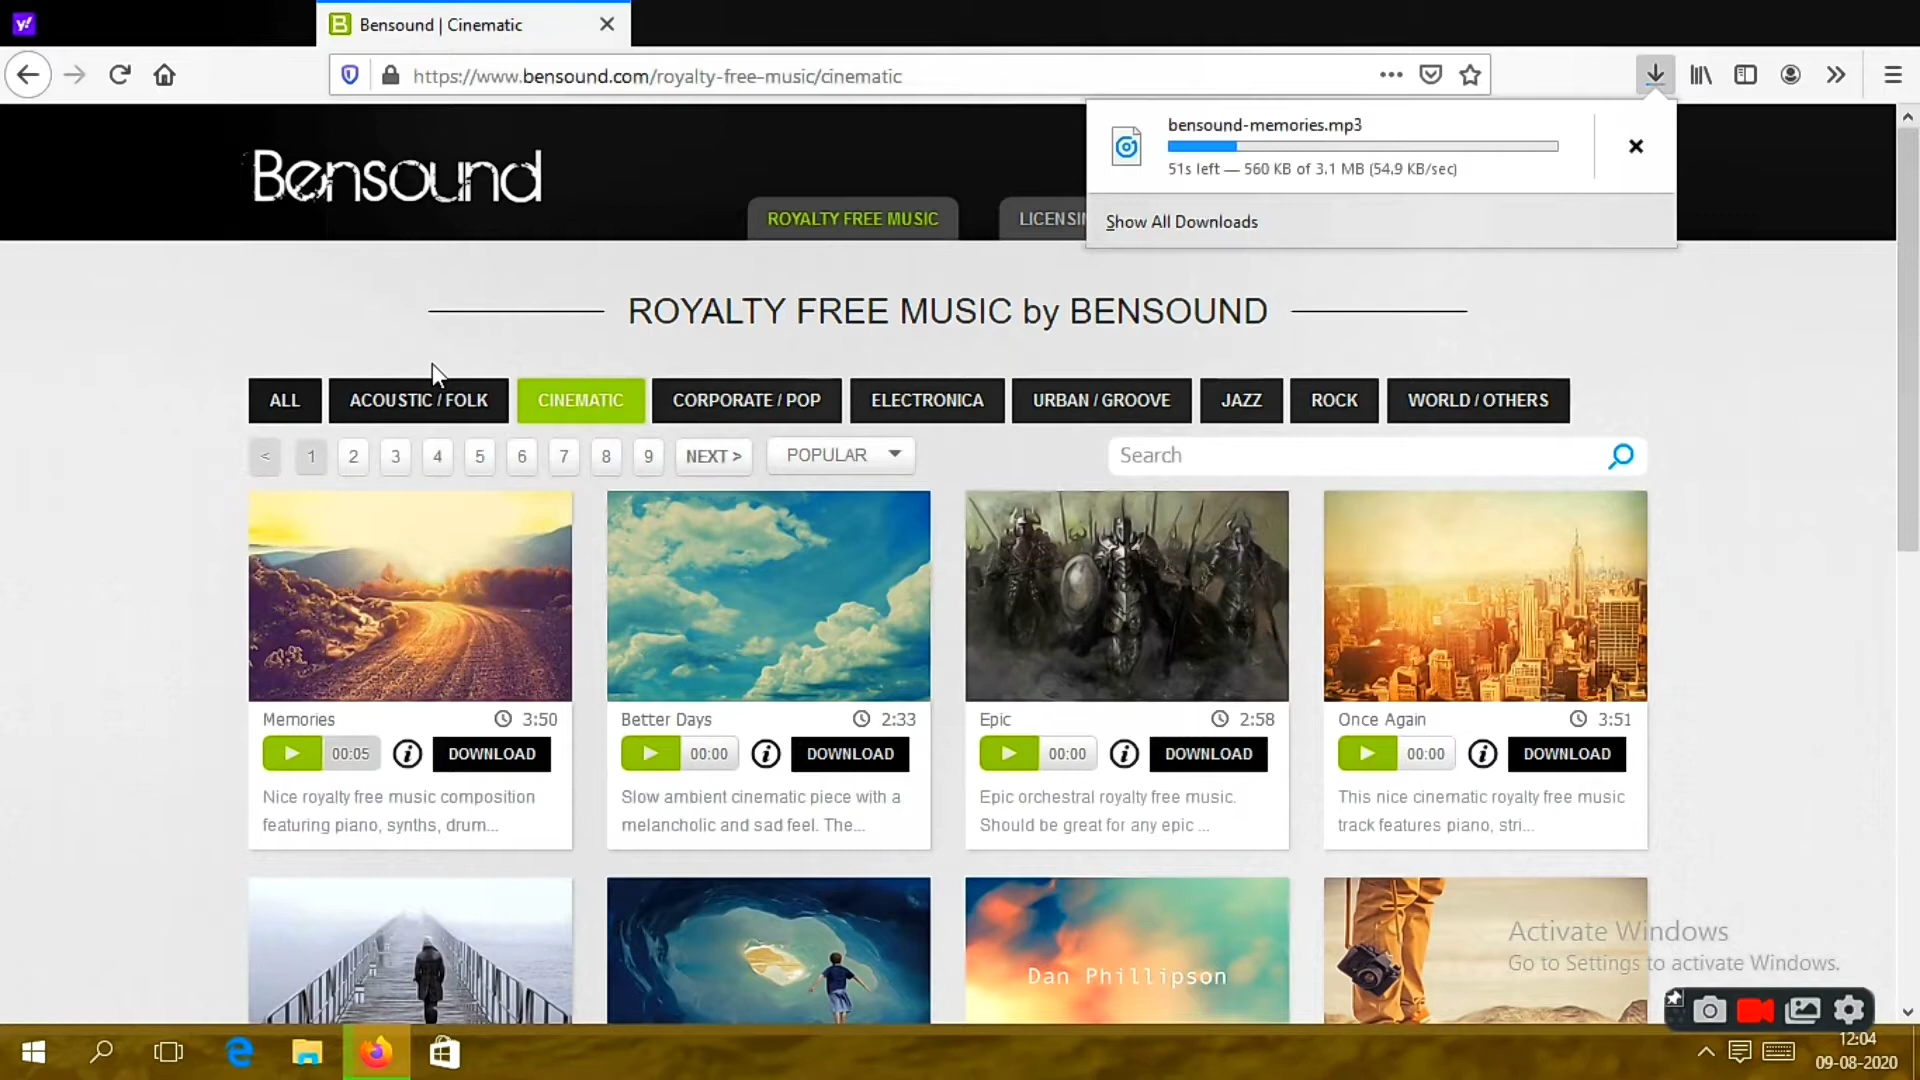 Bensound | Cinematic
https://www.bensound.com/royalty-free-music/cinematic
bensound-memories.mp3
51s left — 560 KB of 3.1 MB (54.9 KB/sec)
Show All Downloads
Bensound
ROYALTY FREE MUSIC
LICENSIN
ROYALTY FREE MUSIC by BENSOUND
ALL
ACOUSTIC / FOLK
CINEMATIC
CORPORATE / POP
ELECTRONICA
URBAN / GROOVE
JAZZ
ROCK
WORLD / OTHERS
< 1 2 3 4 5 6 7 8 9 NEXT >
POPULAR
Search
Memories 3:50
00:05 i DOWNLOAD
Nice royalty free music composition
featuring piano, synths, drum...
Better Days 2:33
00:00 i DOWNLOAD
Slow ambient cinematic piece with a
melancholic and sad feel. The...
Epic 2:58
00:00 i DOWNLOAD
Epic orchestral royalty free music.
Should be great for any epic ...
Once Again 3:51
00:00 i DOWNLOAD
This nice cinematic royalty free music
track features piano, stri...
Dan Phillipson
Activate Windows
Go to Settings to activate Windows.
12:04
09-08-2020